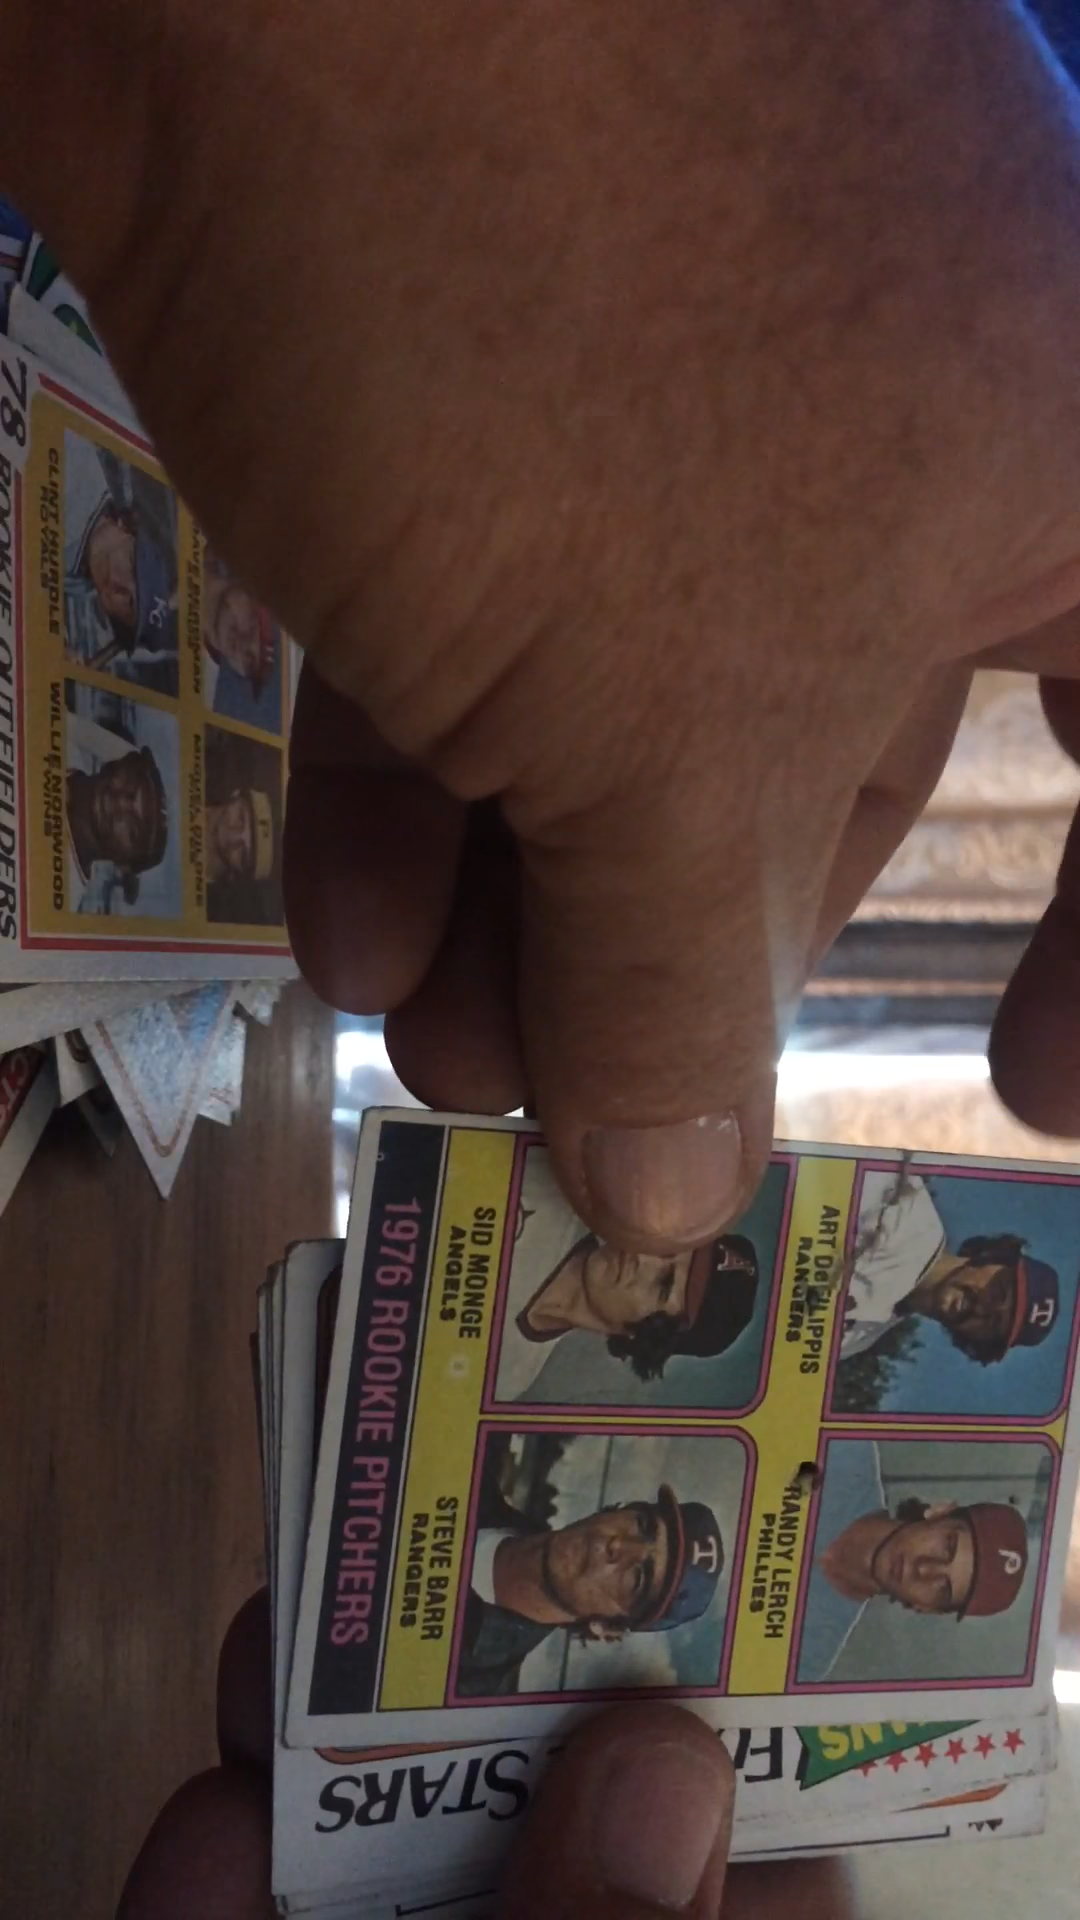 1976 ROOKIE PITCHERS
SID MONGE
ANGELS
STEVE BARR
RANGERS
ART DeFILIPPIS
RANGERS
RANDY LERCH
PHILLIES
78 ROOKIE OUTFIELDERS
CLINT HURDLE
ROYALS
WILLIE NORWOOD
TWINS
STARS